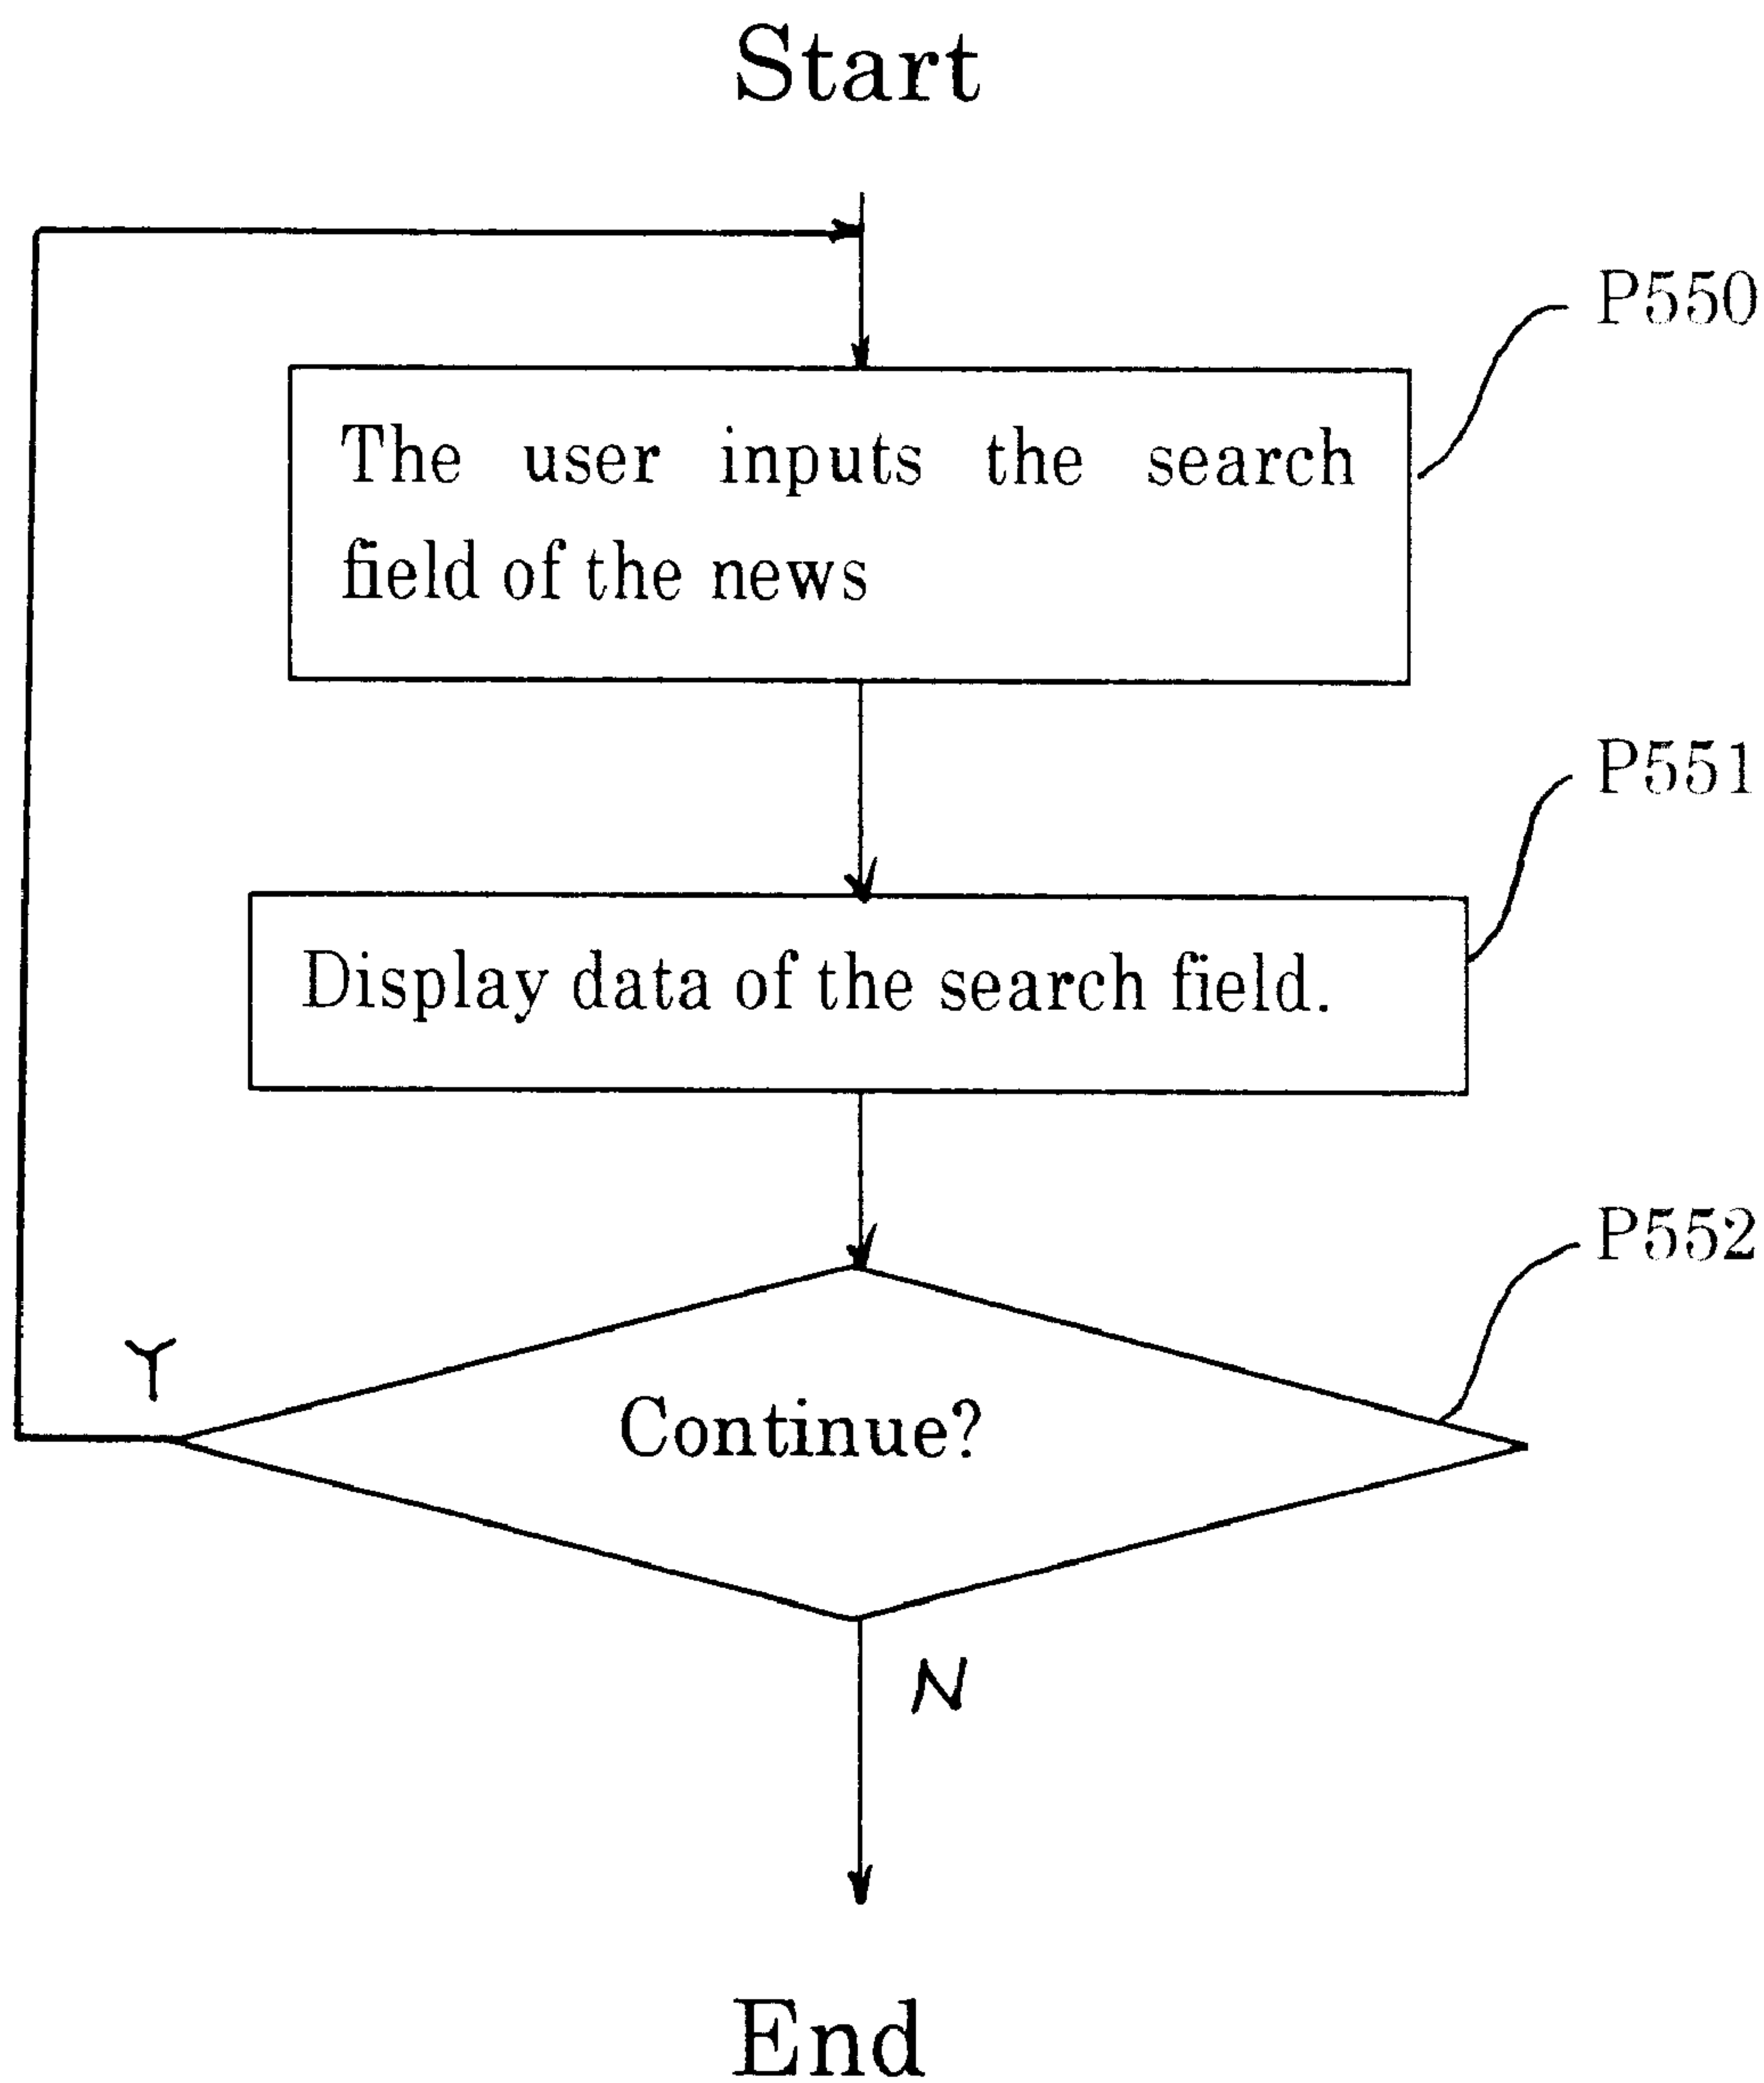 Start
P550
The user inputs the search
field of the news
P551
Display data of the search field.
P552
Y
Continue?
N
End